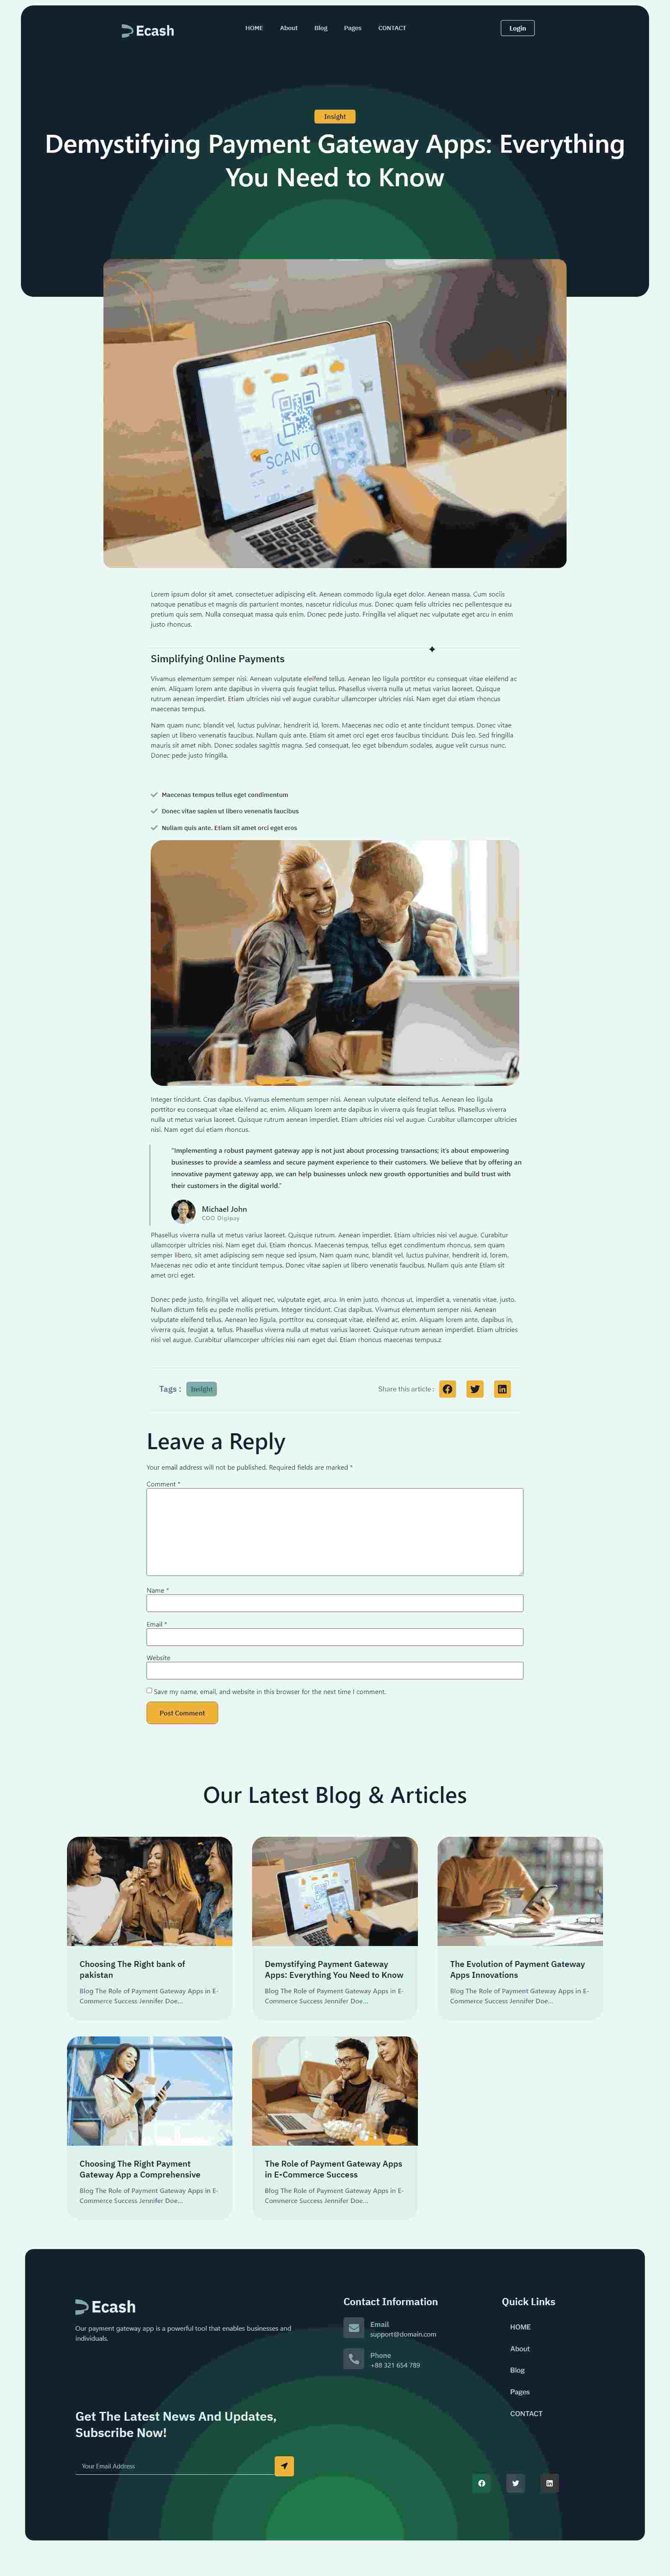 Ecash
HOME
About
Blog
Pages
CONTACT
Login
Insight
Demystifying Payment Gateway Apps: Everything
You Need to Know
SCAN TO
Lorem ipsum dolor sit amet, consectetuer adipiscing elit. Aenean commodo ligula eget dolor. Aenean massa. Cum sociis
natoque penatibus et magnis dis parturient montes, nascetur ridiculus mus. Donec quam felis ultricies nec pellentesque eu
pretium quis sem. Nulla consequat massa quis enim. Donec pede justo. Fringilla vel aliquet nec vulputate eget arcu in enim
justo rhoncus.
Simplifying Online Payments
Vivamus elementum semper nisi. Aenean vulputate eleifend tellus. Aenean leo ligula porttitor eu consequat vitae eleifend ac
enim. Aliquam lorem ante dapibus in viverra quis feugiat tellus. Phasellus viverra nulla ut metus varius laoreet. Quisque
rutrum aenean imperdiet. Etiam ultricies nisi vel augue curabitur ullamcorper ultricies nisi. Nam eget dui etiam rhoncus
maecenas tempus.
Nam quam nunc, blandit vel, luctus pulvinar, hendrerit id, lorem. Maecenas nec odio et ante tincidunt tempus. Donec vitae
sapien ut libero venenatis faucibus. Nullam quis ante. Etiam sit amet orci eget eros faucibus tincidunt. Duis leo. Sed fringilla
mauris sit amet nibh. Donec sodales sagittis magna. Sed consequat, leo eget bibendum sodales, augue velit cursus nunc.
Donec pede justo fringilla.
Maecenas tempus tellus eget condimentum
Donec vitae sapien ut libero venenatis faucibus
Nullam quis ante. Etiam sit amet orci eget eros
Integer tincidunt. Cras dapibus. Vivamus elementum semper nisi. Aenean vulputate eleifend tellus. Aenean leo ligula
porttitor eu consequat vitae eleifend ac, enim. Aliquam lorem ante dapibus in viverra quis feugiat tellus. Phasellus viverra
nulla ut metus varius laoreet. Quisque rutrum aenean imperdiet. Etiam ultricies nisi vel augue. Curabitur ullamcorper ultricies
nisi. Nam eget dui etiam rhoncus.
"Implementing a robust payment gateway app is not just about processing transactions; it's about empowering
businesses to provide a seamless and secure payment experience to their customers. We believe that by offering an
innovative payment gateway app, we can help businesses unlock new growth opportunities and build trust with
their customers in the digital world."
Michael John
COO Digipay
Phasellus viverra nulla ut metus varius laoreet. Quisque rutrum. Aenean imperdiet. Etiam ultricies nisi vel augue. Curabitur
ullamcorper ultricies nisi. Nam eget dui. Etiam rhoncus. Maecenas tempus, tellus eget condimentum rhoncus, sem quam
semper libero, sit amet adipiscing sem neque sed ipsum. Nam quam nunc, blandit vel, luctus pulvinar, hendrerit id, lorem.
Maecenas nec odio et ante tincidunt tempus. Donec vitae sapien ut libero venenatis faucibus. Nullam quis ante Etiam sit
amet orci eget.
Donec pede justo, fringilla vel, aliquet nec, vulputate eget, arcu. In enim justo, rhoncus ut, imperdiet a, venenatis vitae, justo.
Nullam dictum felis eu pede mollis pretium. Integer tincidunt. Cras dapibus. Vivamus elementum semper nisi. Aenean
vulputate eleifend tellus. Aenean leo ligula, porttitor eu, consequat vitae, eleifend ac, enim. Aliquam lorem ante, dapibus in,
viverra quis, feugiat a, tellus. Phasellus viverra nulla ut metus varius laoreet. Quisque rutrum aenean imperdiet. Etiam ultricies
nisi vel augue. Curabitur ullamcorper ultricies nisi nam eget dui. Etiam rhoncus maecenas tempus.z
Tags :
Insight
Share this article :
Leave a Reply
Your email address will not be published. Required fields are marked *
Comment *
Name *
Email *
Website
Save my name, email, and website in this browser for the next time I comment.
Post Comment
Our Latest Blog & Articles
Choosing The Right bank of
pakistan
Blog The Role of Payment Gateway Apps in E-
Commerce Success Jennifer Doe...
Demystifying Payment Gateway
Apps: Everything You Need to Know
Blog The Role of Payment Gateway Apps in E-
Commerce Success Jennifer Doe...
The Evolution of Payment Gateway
Apps Innovations
Blog The Role of Payment Gateway Apps in E-
Commerce Success Jennifer Doe...
Choosing The Right Payment
Gateway App a Comprehensive
Blog The Role of Payment Gateway Apps in E-
Commerce Success Jennifer Doe...
The Role of Payment Gateway Apps
in E-Commerce Success
Blog The Role of Payment Gateway Apps in E-
Commerce Success Jennifer Doe...
Ecash
Our payment gateway app is a powerful tool that enables businesses and
individuals.
Get The Latest News And Updates,
Subscribe Now!
Your Email Address
Contact Information
Email
support@domain.com
Phone
+88 321 654 789
Quick Links
HOME
About
Blog
Pages
CONTACT